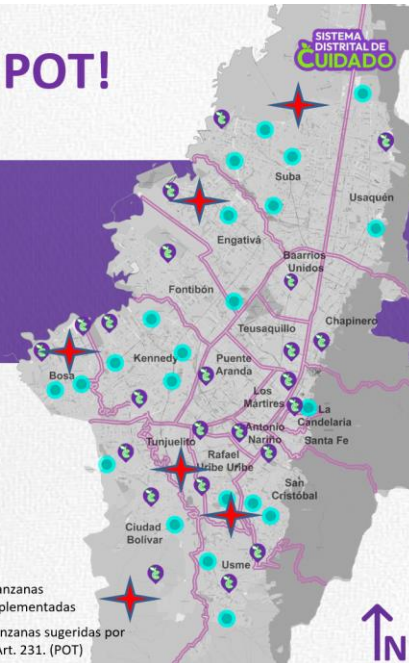 POT!
SISTEMA
DISTRITAL DE
CUIDADO
Suba
Usaquén
Engativá
Baarrios
Unidos
Fontibón
Chapinero
Teusaquillo
Kennedy
Puente
Aranda
Bosa
Los
Mártires
La
Candelaria
Antonio
Nariño
Santa Fe
Tunjuelito
Rafael
Uribe Uribe
San
Cristóbal
Ciudad
Bolívar
Usme
anzanas
plementadas
nzanas sugeridas por
Art. 231. (POT)
N